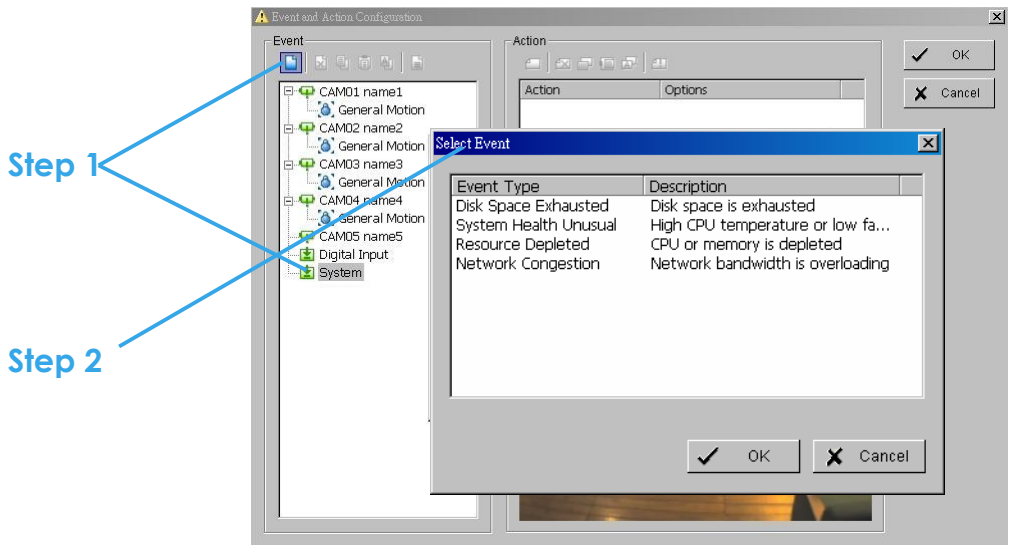 Event and Action Configuration
Event
Action
OK
Cancel
Action Options
CAM01 name1
General Motion
CAM02 name2
General Motion
CAM03 name3
General Motion
CAM04 name4
General Motion
CAM05 name5
Digital Input
System
Step 1
Step 2
Select Event
Event Type Description
Disk Space Exhausted Disk space is exhausted
System Health Unusual High CPU temperature or low fa...
Resource Depleted CPU or memory is depleted
Network Congestion Network bandwidth is overloading
OK Cancel